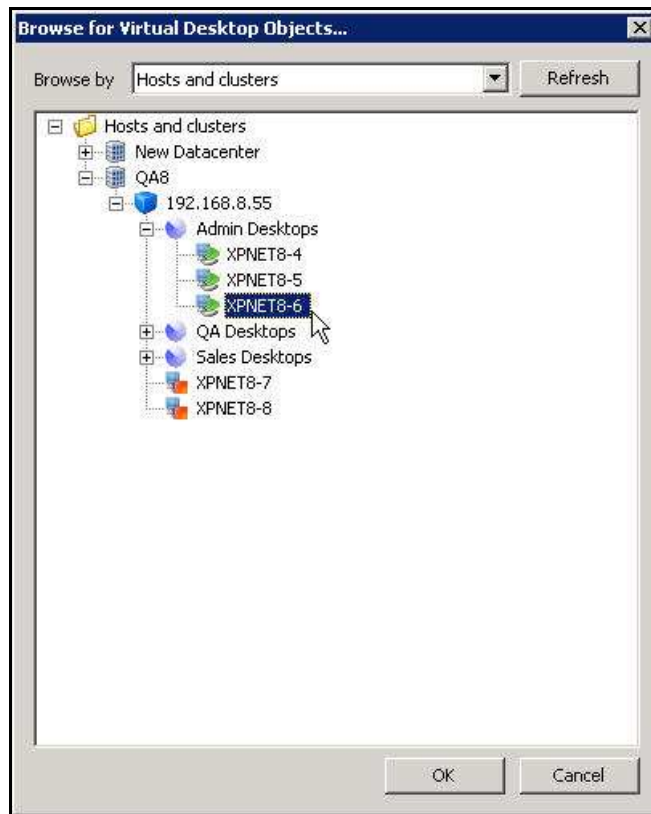 Browse for Virtual Desktop Objects...
Browse by Hosts and clusters Refresh
Hosts and clusters
New Datacenter
QA8
192.168.8.55
Admin Desktops
XPNET8-4
XPNET8-5
XPNET8-6
QA Desktops
Sales Desktops
XPNET8-7
XPNET8-8
OK Cancel